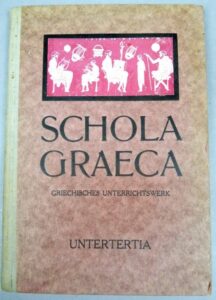 SCHOLA
GRAECA
GRIECHISCHES UNTERRICHTSWERK
UNTERTERTIA